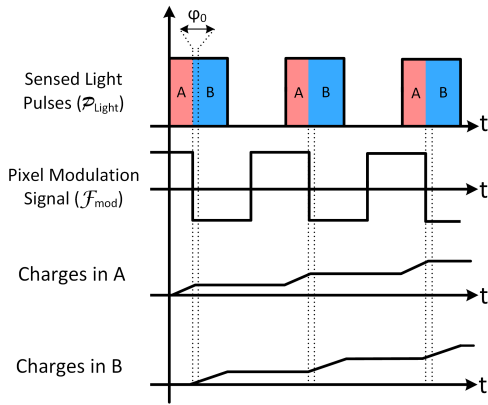 φ₀
Sensed Light
Pulses (𝓟Light)
A B A B A B
t
Pixel Modulation
Signal (ℱmod)
t
Charges in A
t
Charges in B
t